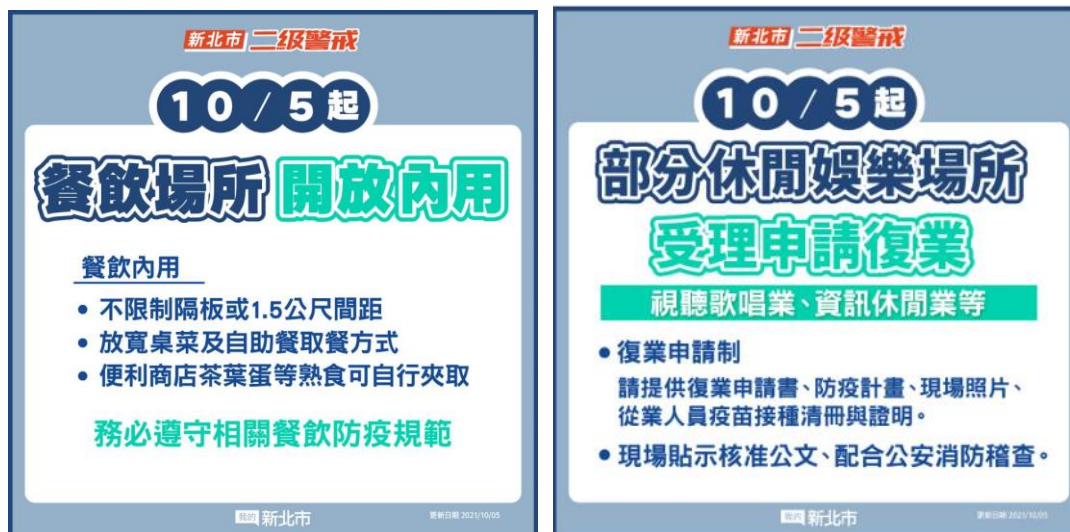 新北市 二級警戒
10/5起
餐飲場所 開放內用
餐飲內用
• 不限制隔板或1.5公尺間距
• 放寬桌菜及自助餐取餐方式
• 便利商店茶葉蛋等熟食可自行夾取
務必遵守相關餐飲防疫規範
我的 新北市
更新日期 2021/10/05
新北市 二級警戒
10/5起
部分休閒娛樂場所
受理申請復業
視聽歌唱業、資訊休閒業等
• 復業申請制
請提供復業申請書、防疫計畫、現場照片、
從業人員疫苗接種清冊與證明。
• 現場貼示核准公文、配合公安消防稽查。
我的 新北市
更新日期 2021/10/05